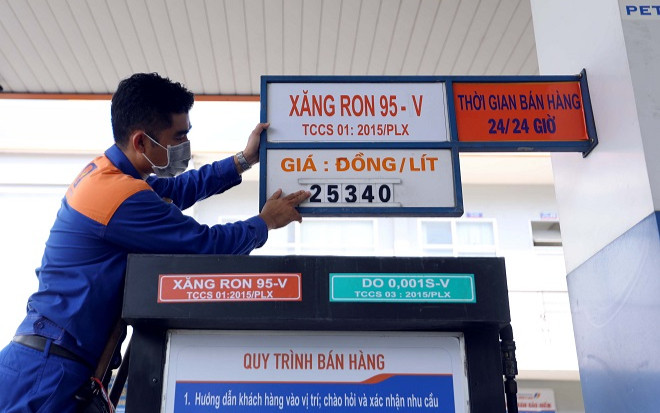 PET
XĂNG RON 95 - V
TCCS 01: 2015/PLX
THỜI GIAN BÁN HÀNG
24/ 24 GIỜ
GIÁ : ĐỒNG/LÍT
25340
XĂNG RON 95-V
TCCS 01:2015/PLX
DO 0,001S-V
TCCS 03 : 2015/PLX
QUY TRÌNH BÁN HÀNG
1. Hướng dẫn khách hàng vào vị trí; chào hỏi và xác nhận nhu cầu